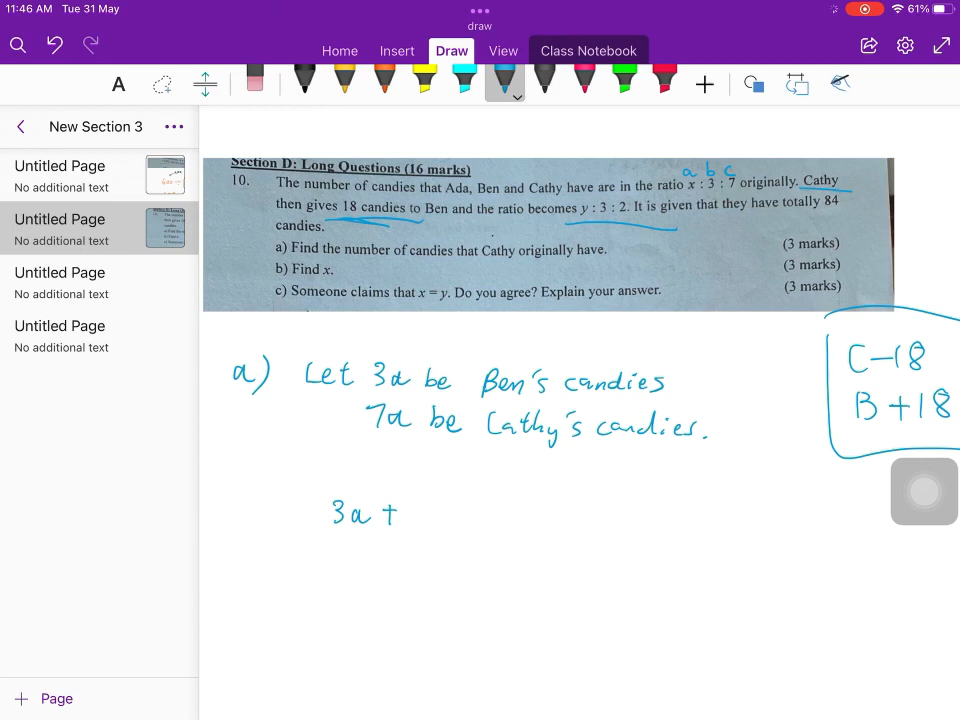 11:46 AM Tue 31 May
61%
draw
Home Insert Draw View Class Notebook
A
New Section 3
Untitled Page
No additional text
Untitled Page
No additional text
Untitled Page
No additional text
Untitled Page
No additional text
Page
Section D: Long Questions (16 marks)
a b c
10. The number of candies that Ada, Ben and Cathy have are in the ratio x : 3 : 7 originally. Cathy
then gives 18 candies to Ben and the ratio becomes y : 3 : 2. It is given that they have totally 84
candies.
a) Find the number of candies that Cathy originally have. (3 marks)
b) Find x. (3 marks)
c) Someone claims that x = y. Do you agree? Explain your answer. (3 marks)
a) Let 3a be Ben's candies
7a be Cathy's candies.
C-18
B+18
3a +